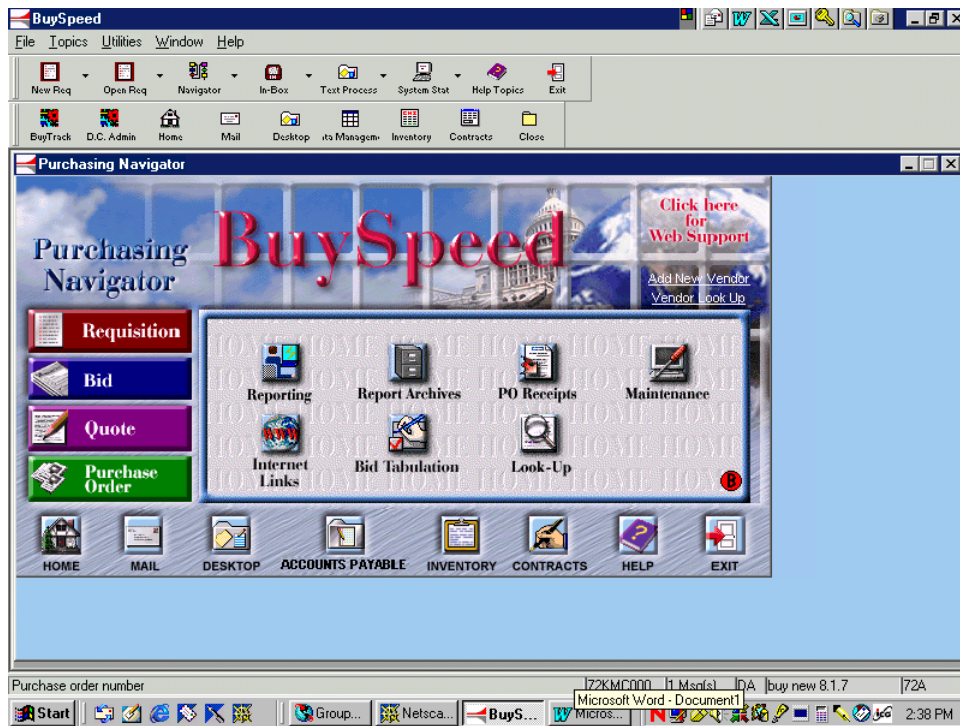 BuySpeed
File Topics Utilities Window Help
New Req Open Req Navigator In-Box Text Process System Stat Help Topics Exit
BuyTrack D.C. Admin Home Mail Desktop ıta Managem Inventory Contracts Close
Purchasing Navigator
BuySpeed
Purchasing
Navigator
Click here
for
Web Support
Add New Vendor
Vendor Look Up
Requisition
Bid
Quote
Purchase
Order
Reporting Report Archives PO Receipts Maintenance
Internet
Links
Bid Tabulation Look-Up
B
HOME MAIL DESKTOP ACCOUNTS PAYABLE INVENTORY CONTRACTS HELP EXIT
Purchase order number 72KMC000 1 Msg(s) DA buy new 8.1.7 72A
Microsoft Word - Document1
Start Group... Netsca... BuyS... Micros... 2:38 PM